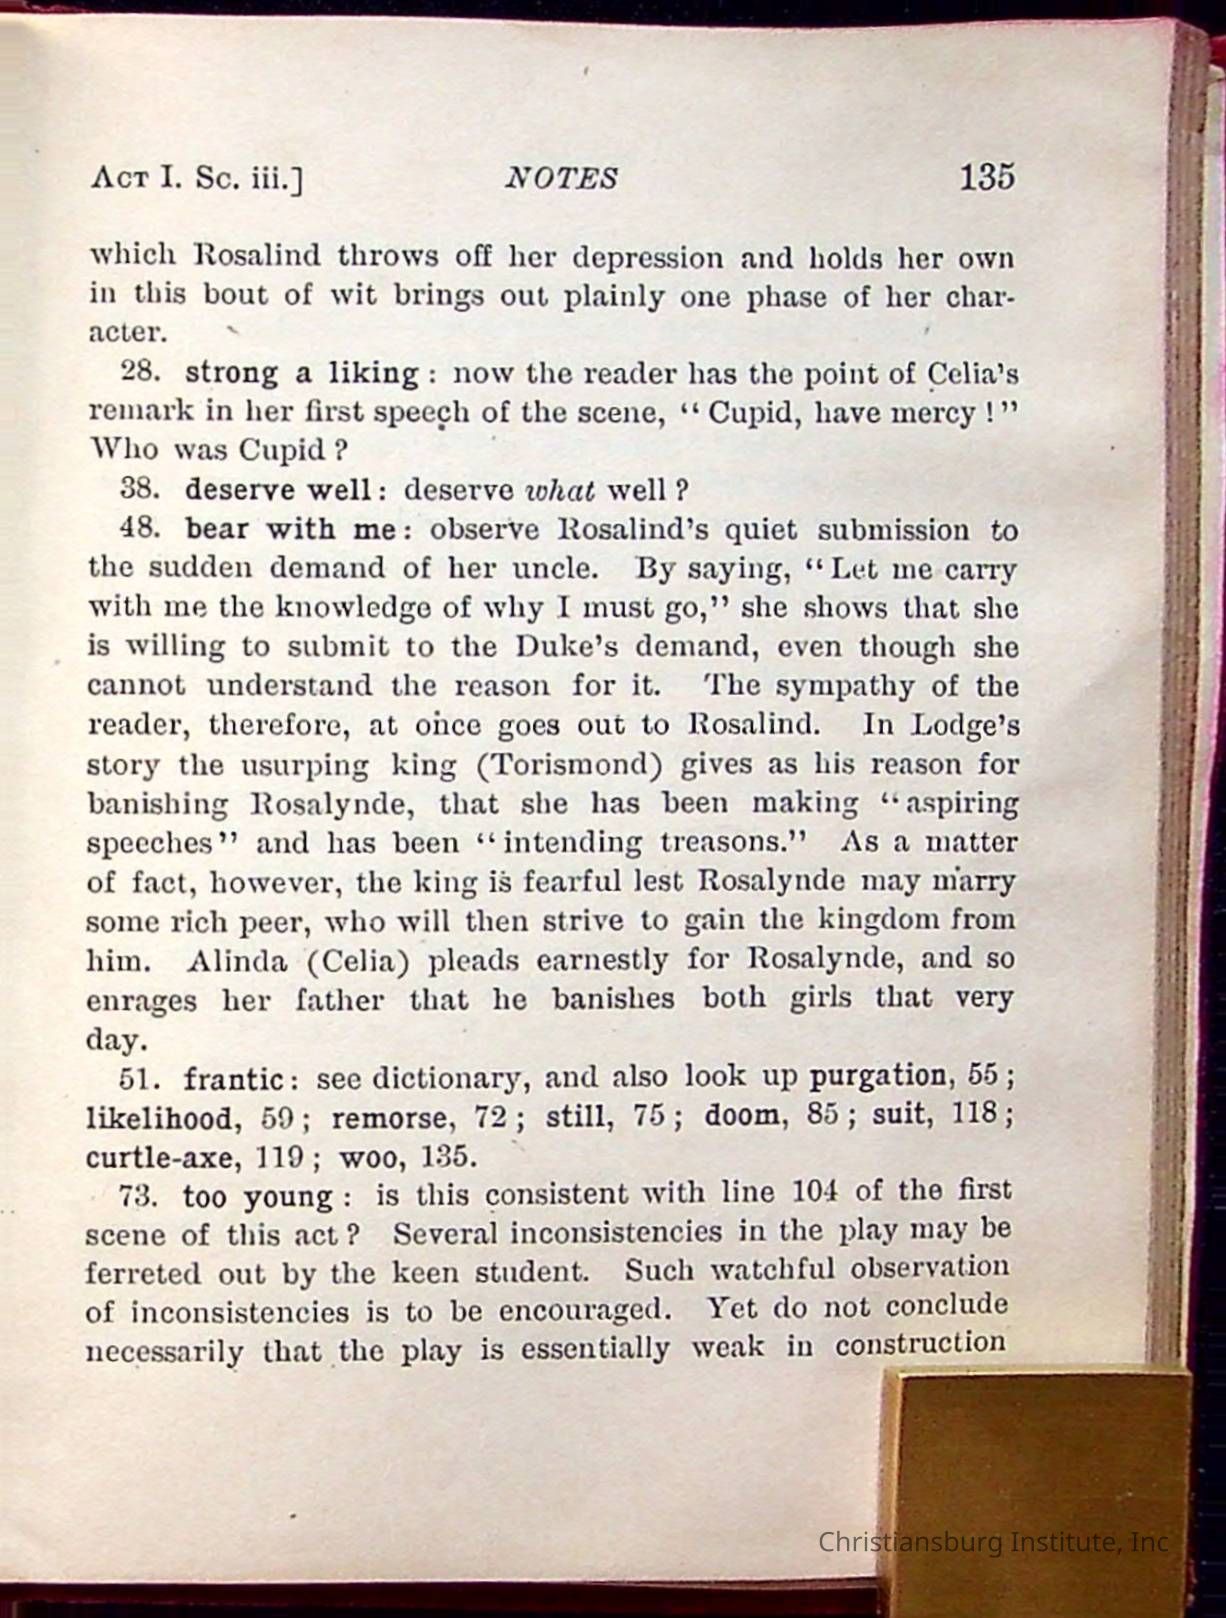 Act I. Sc. iii.] NOTES 135
which Rosalind throws off her depression and holds her own
in this bout of wit brings out plainly one phase of her char-
acter.
28. strong a liking : now the reader has the point of Celia's
remark in her first speech of the scene, “ Cupid, have mercy ! ”
Who was Cupid ?
38. deserve well : deserve what well ?
48. bear with me : observe Rosalind's quiet submission to
the sudden demand of her uncle. By saying, “ Let me carry
with me the knowledge of why I must go,” she shows that she
is willing to submit to the Duke's demand, even though she
cannot understand the reason for it. The sympathy of the
reader, therefore, at once goes out to Rosalind. In Lodge's
story the usurping king (Torismond) gives as his reason for
banishing Rosalynde, that she has been making “ aspiring
speeches ” and has been “ intending treasons.” As a matter
of fact, however, the king is fearful lest Rosalynde may marry
some rich peer, who will then strive to gain the kingdom from
him. Alinda (Celia) pleads earnestly for Rosalynde, and so
enrages her father that he banishes both girls that very
day.
51. frantic : see dictionary, and also look up purgation, 55 ;
likelihood, 59 ; remorse, 72 ; still, 75 ; doom, 85 ; suit, 118 ;
curtle-axe, 119 ; woo, 135.
73. too young : is this consistent with line 104 of the first
scene of this act ? Several inconsistencies in the play may be
ferreted out by the keen student. Such watchful observation
of inconsistencies is to be encouraged. Yet do not conclude
necessarily that the play is essentially weak in construction
Christiansburg Institute, Inc